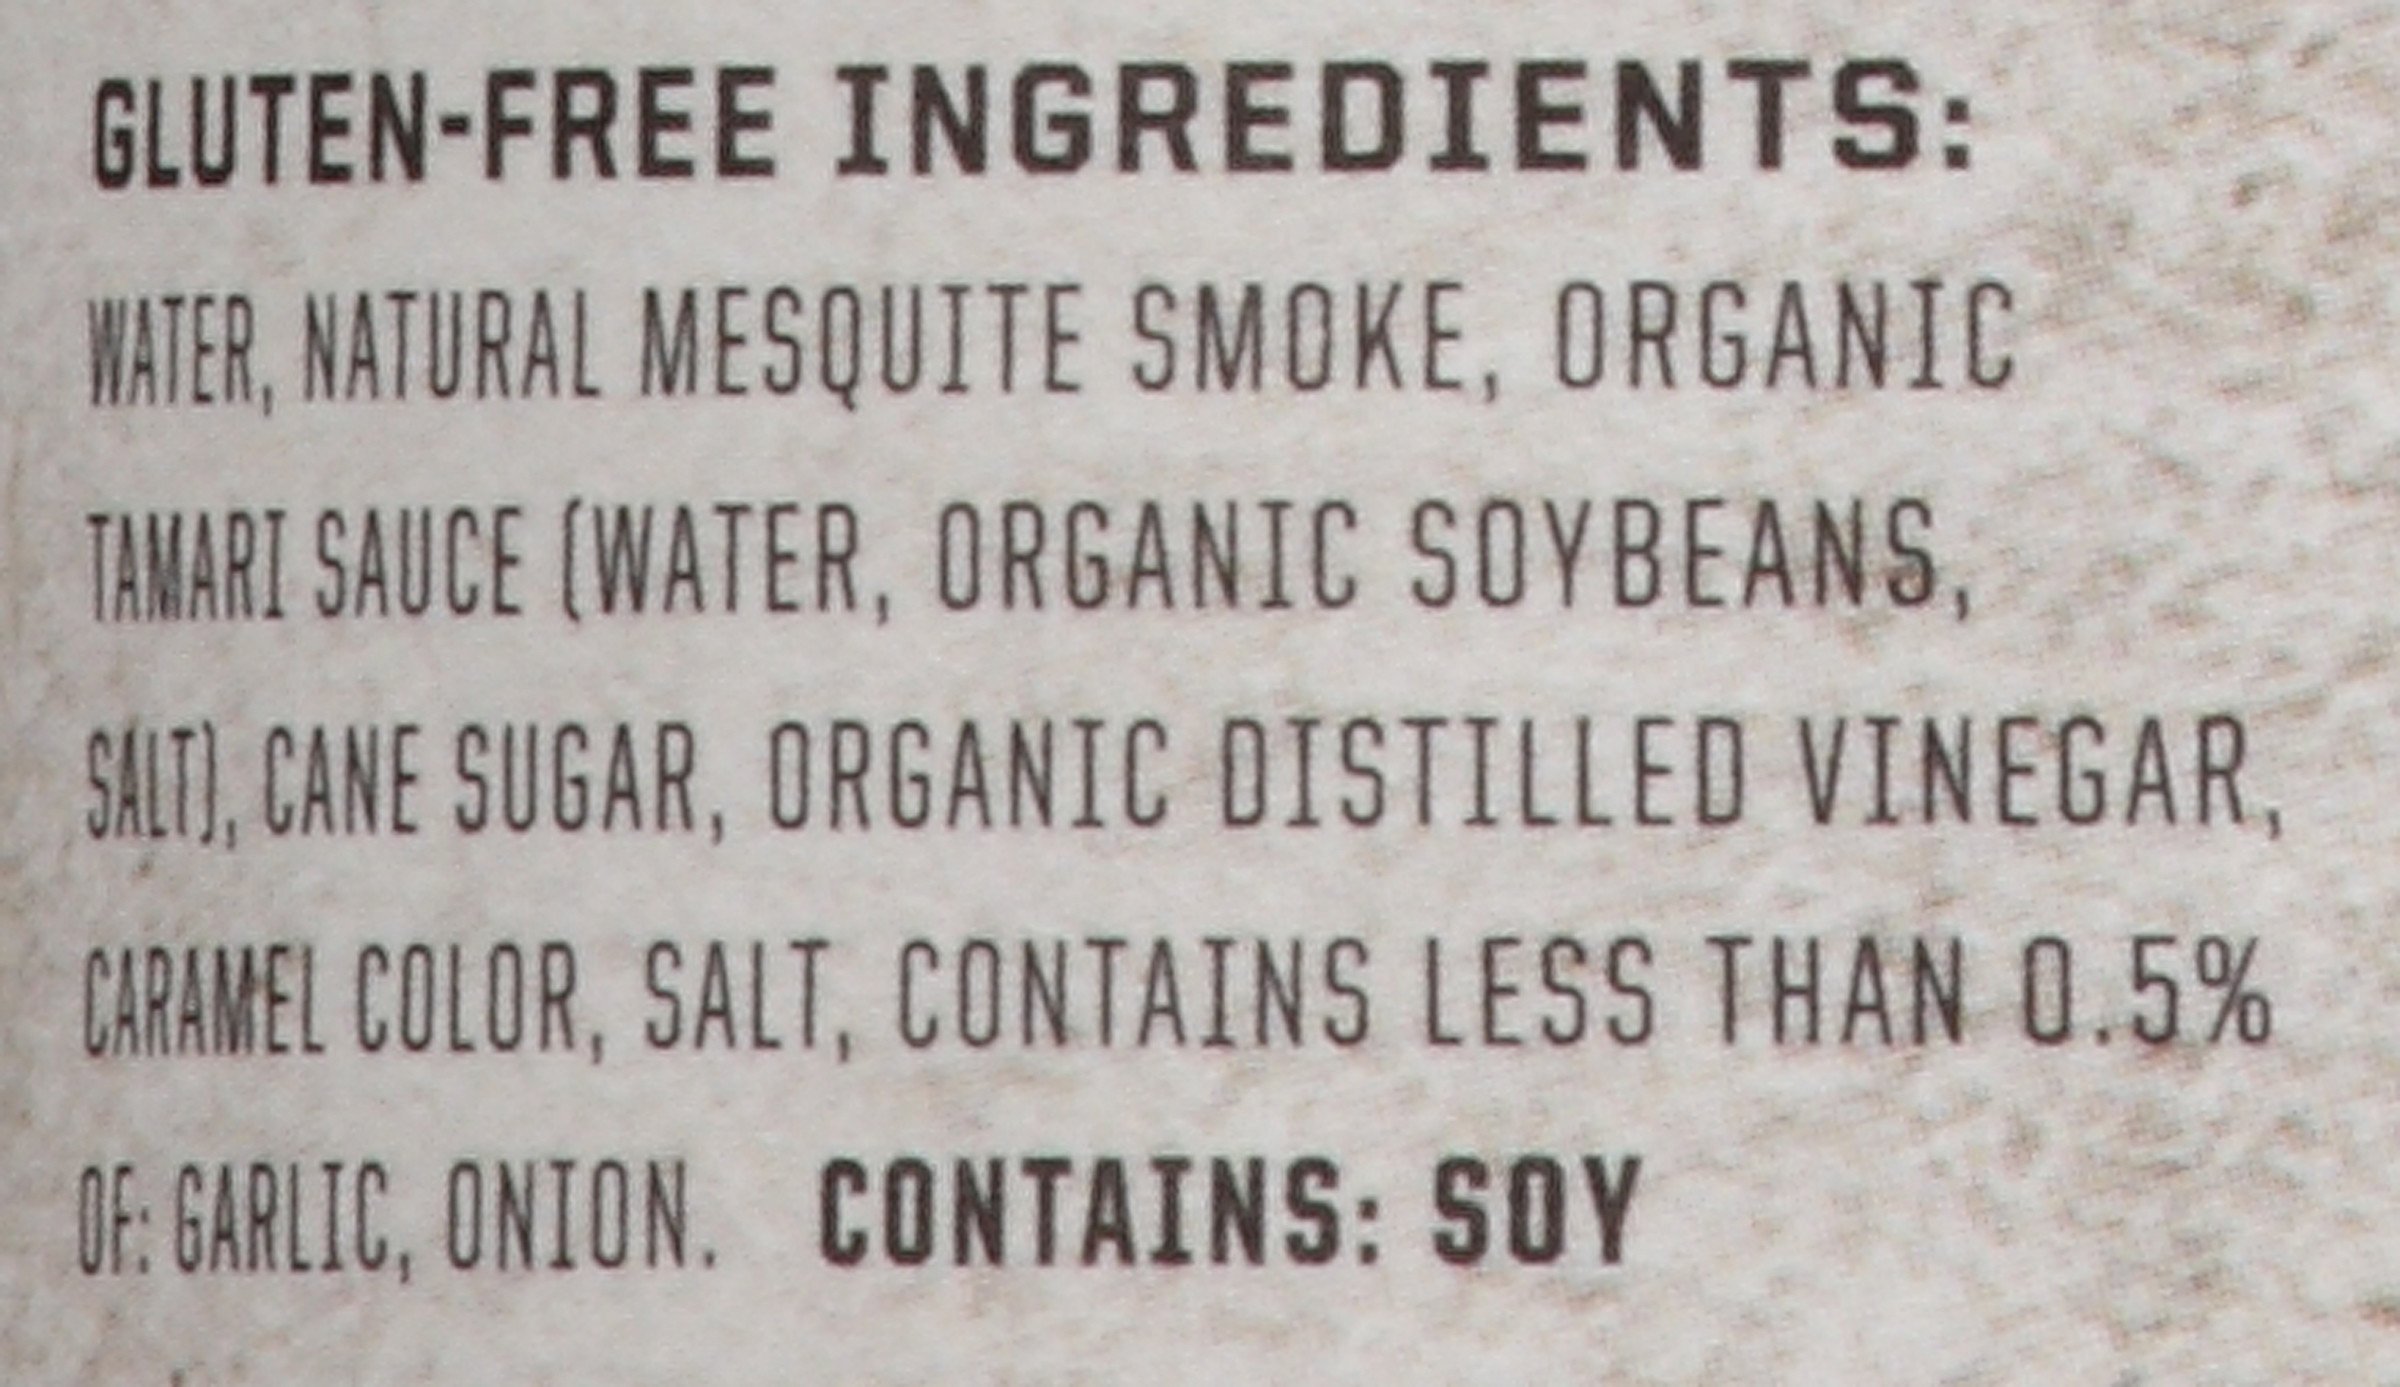 GLUTEN-FREE INGREDIENTS:
WATER, NATURAL MESQUITE SMOKE, ORGANIC
TAMARI SAUCE (WATER, ORGANIC SOYBEANS,
SALT), CANE SUGAR, ORGANIC DISTILLED VINEGAR,
CARAMEL COLOR, SALT, CONTAINS LESS THAN 0.5%
OF: GARLIC, ONION. CONTAINS: SOY